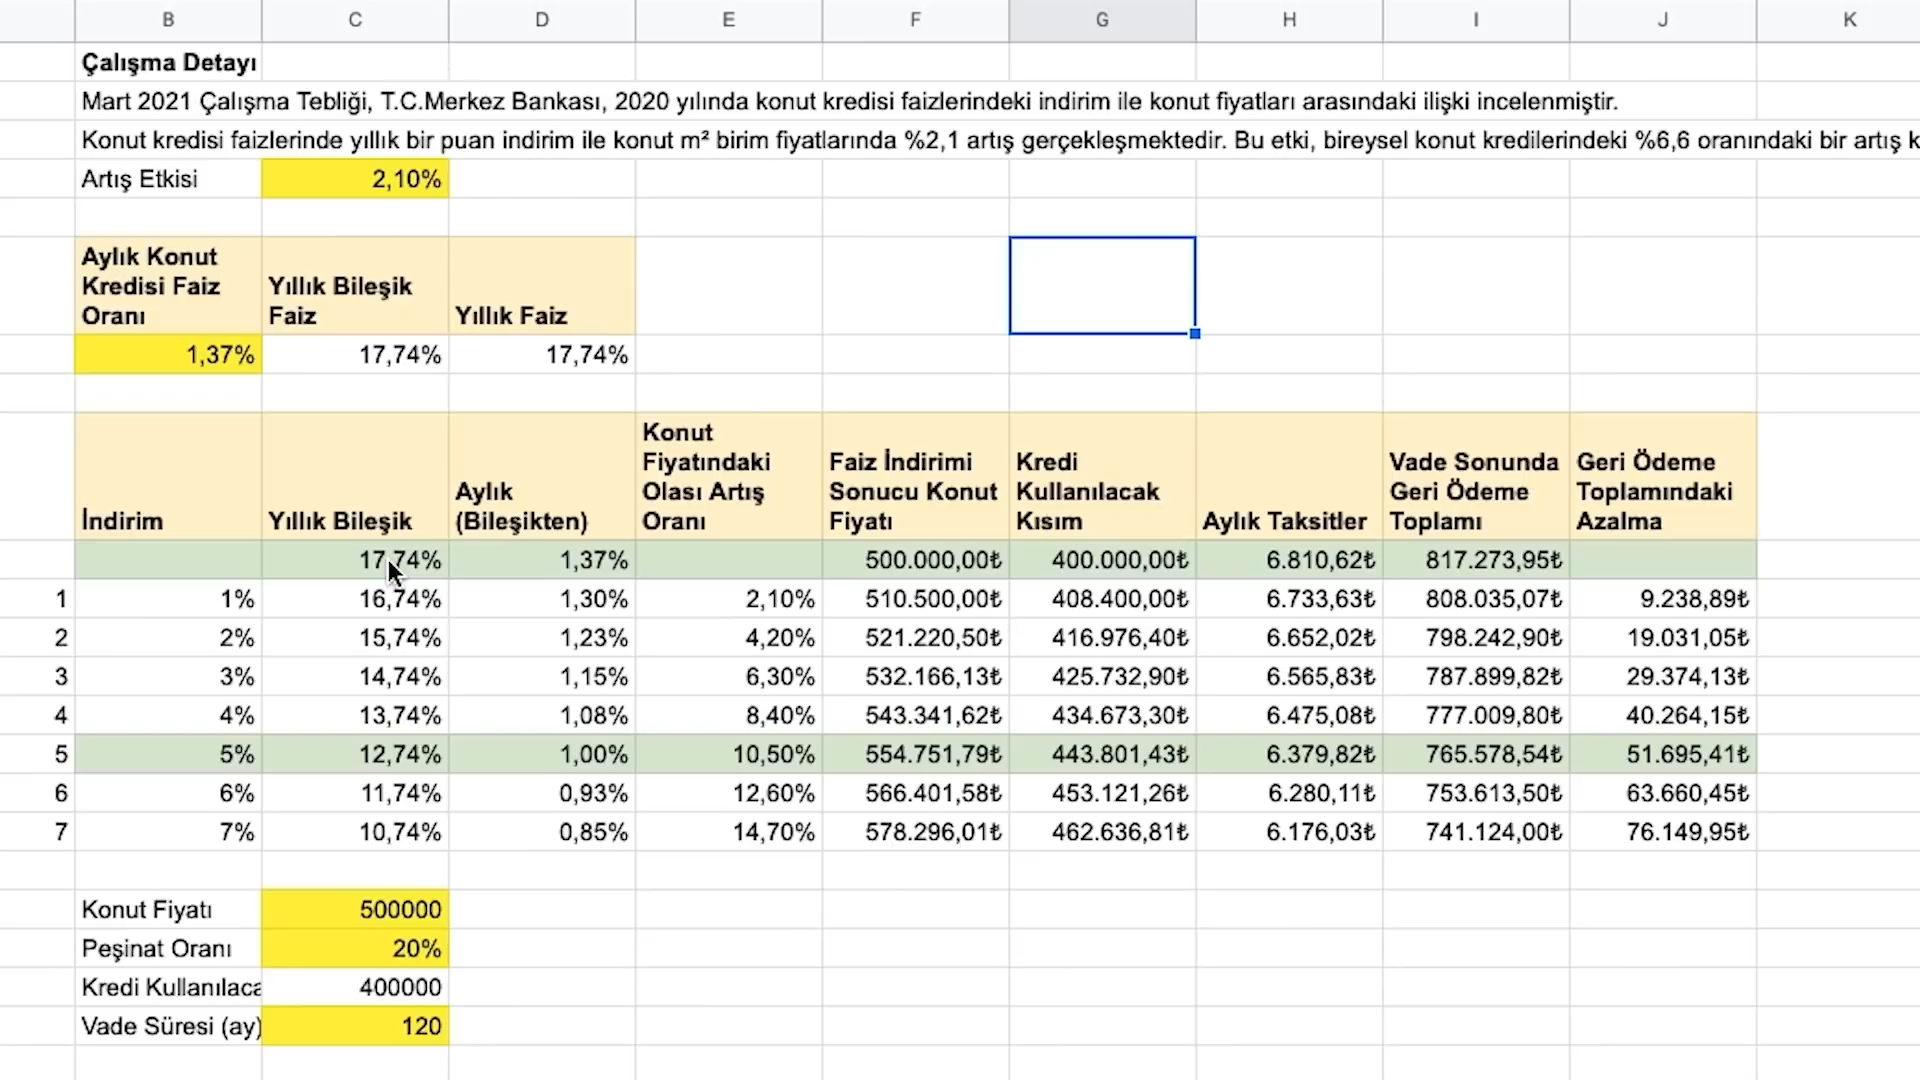 B C D E F G H I J K
Çalışma Detayı
Mart 2021 Çalışma Tebliği, T.C.Merkez Bankası, 2020 yılında konut kredisi faizlerindeki indirim ile konut fiyatları arasındaki ilişki incelenmiştir.
Konut kredisi faizlerinde yıllık bir puan indirim ile konut m² birim fiyatlarında %2,1 artış gerçekleşmektedir. Bu etki, bireysel konut kredilerindeki %6,6 oranındaki bir artış k
Artış Etkisi 2,10%
Aylık Konut
Kredisi Faiz
Oranı
Yıllık Bileşik
Faiz
Yıllık Faiz
1,37% 17,74% 17,74%
İndirim
Yıllık Bileşik
Aylık
(Bileşikten)
Konut
Fiyatındaki
Olası Artış
Oranı
Faiz İndirimi
Sonucu Konut
Fiyatı
Kredi
Kullanılacak
Kısım
Aylık Taksitler
Vade Sonunda
Geri Ödeme
Toplamı
Geri Ödeme
Toplamındaki
Azalma
17,74% 1,37% 500.000,00₺ 400.000,00₺ 6.810,62₺ 817.273,95₺
1 1% 16,74% 1,30% 2,10% 510.500,00₺ 408.400,00₺ 6.733,63₺ 808.035,07₺ 9.238,89₺
2 2% 15,74% 1,23% 4,20% 521.220,50₺ 416.976,40₺ 6.652,02₺ 798.242,90₺ 19.031,05₺
3 3% 14,74% 1,15% 6,30% 532.166,13₺ 425.732,90₺ 6.565,83₺ 787.899,82₺ 29.374,13₺
4 4% 13,74% 1,08% 8,40% 543.341,62₺ 434.673,30₺ 6.475,08₺ 777.009,80₺ 40.264,15₺
5 5% 12,74% 1,00% 10,50% 554.751,79₺ 443.801,43₺ 6.379,82₺ 765.578,54₺ 51.695,41₺
6 6% 11,74% 0,93% 12,60% 566.401,58₺ 453.121,26₺ 6.280,11₺ 753.613,50₺ 63.660,45₺
7 7% 10,74% 0,85% 14,70% 578.296,01₺ 462.636,81₺ 6.176,03₺ 741.124,00₺ 76.149,95₺
Konut Fiyatı 500000
Peşinat Oranı 20%
Kredi Kullanılaca 400000
Vade Süresi (ay) 120